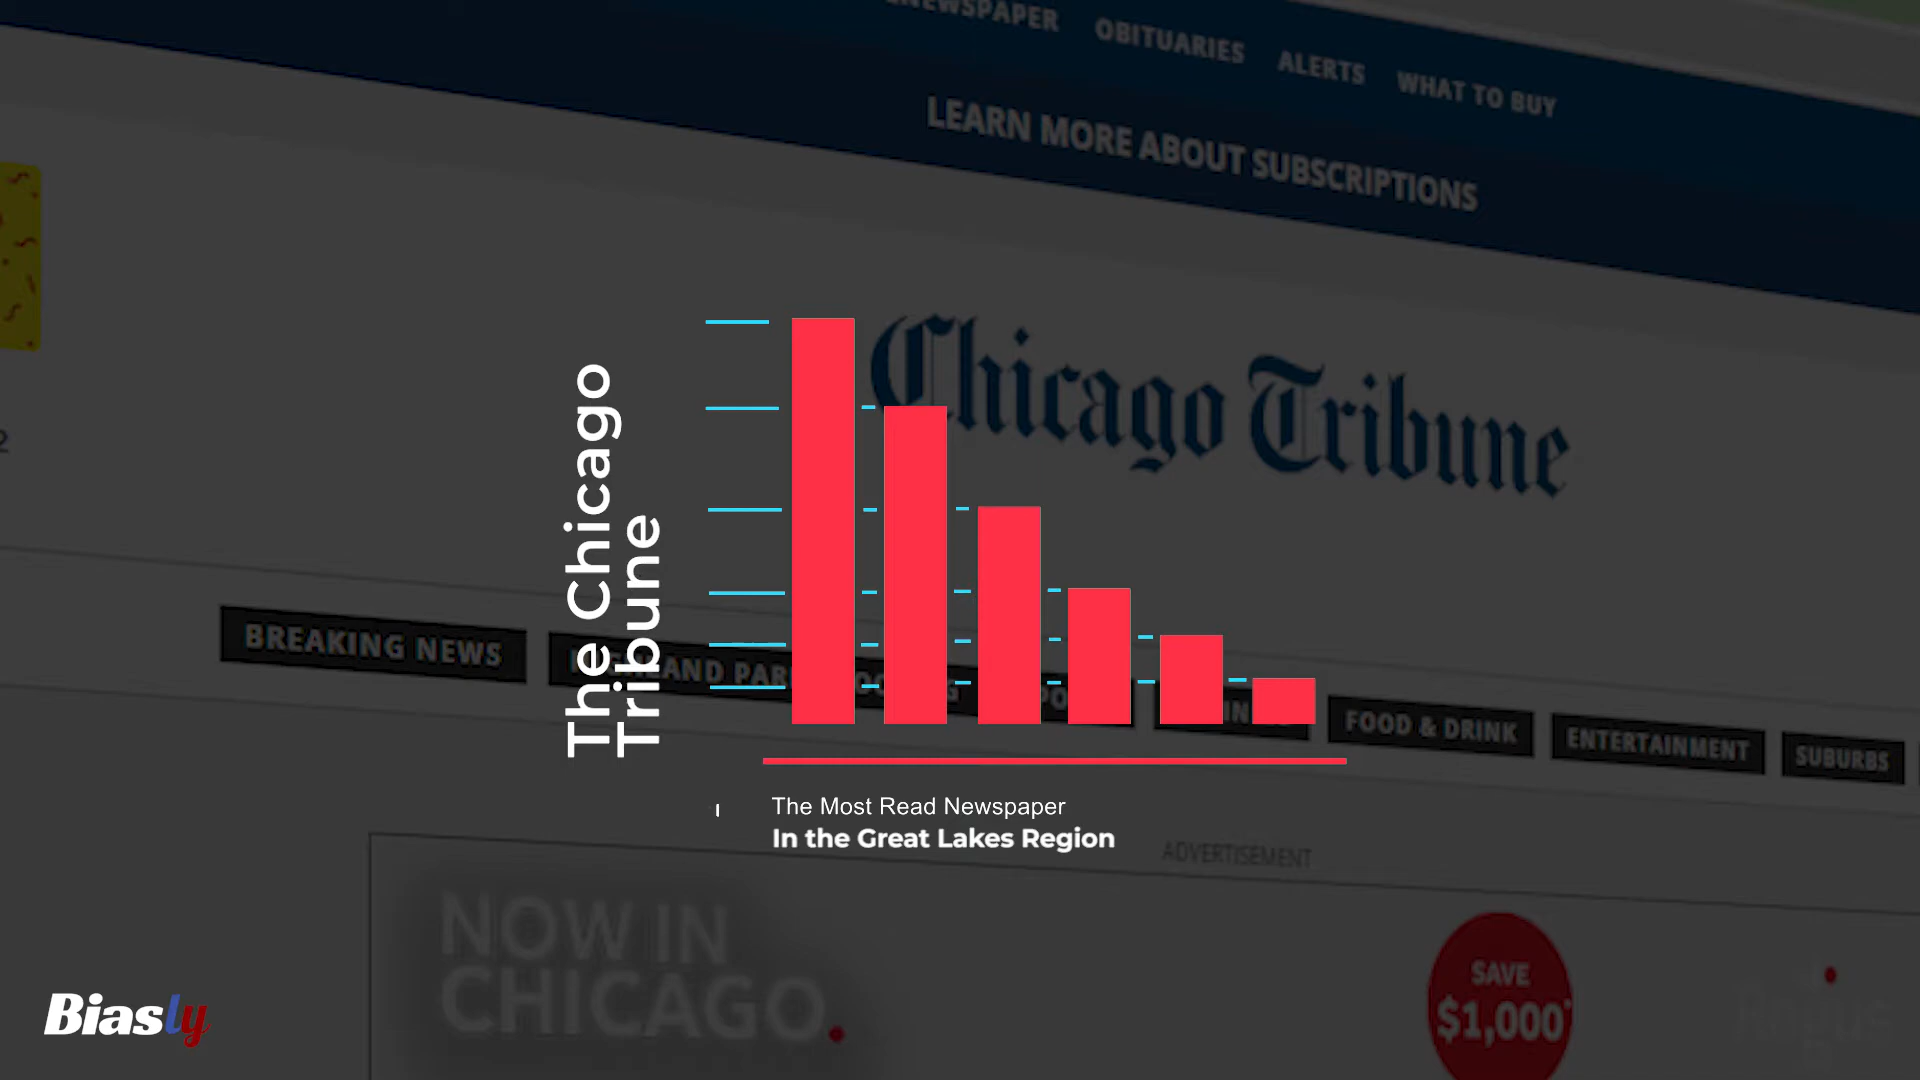 OBITUARIES
ALERTS
WHAT TO BUY
LEARN MORE ABOUT SUBSCRIPTIONS
Chicago Tribune
The Chicago
Tribune
BREAKING NEWS
FOOD & DRINK
ENTERTAINMENT
SUBURBS
The Most Read Newspaper
In the Great Lakes Region
ADVERTISEMENT
NOW IN
CHICAGO.
SAVE
$1,000*
Biasly